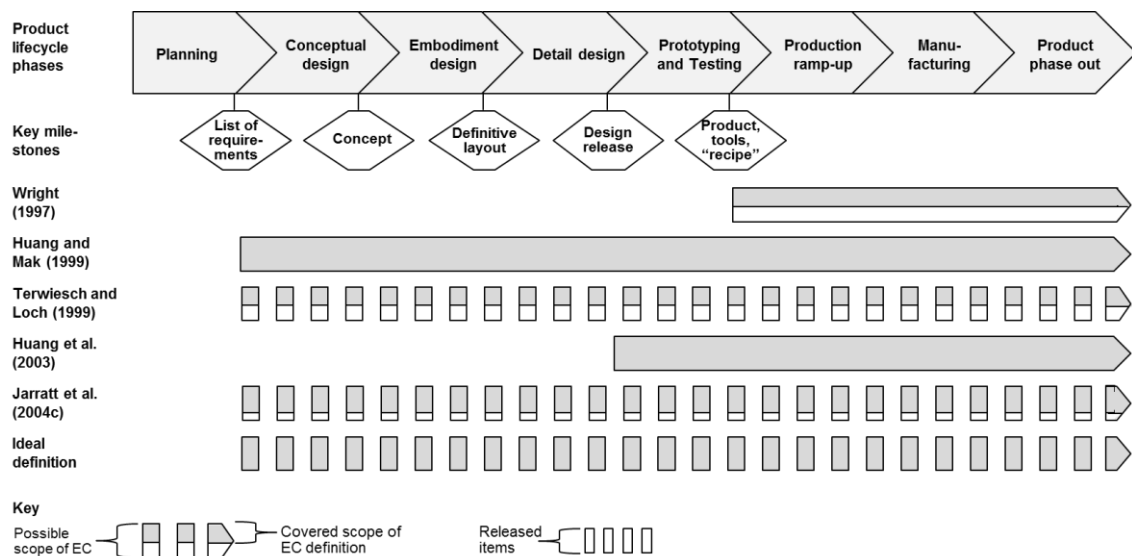 Product
lifecycle
phases
Planning
Conceptual
design
Embodiment
design
Detail design
Prototyping
and Testing
Production
ramp-up
Manu-
facturing
Product
phase out
Key mile-
stones
List of
require-
ments
Concept
Definitive
layout
Design
release
Product,
tools,
“recipe”
Wright
(1997)
Huang and
Mak (1999)
Terwiesch and
Loch (1999)
Huang et al.
(2003)
Jarratt et al.
(2004c)
Ideal
definition
Key
Possible
scope of EC
Covered scope of
EC definition
Released
items